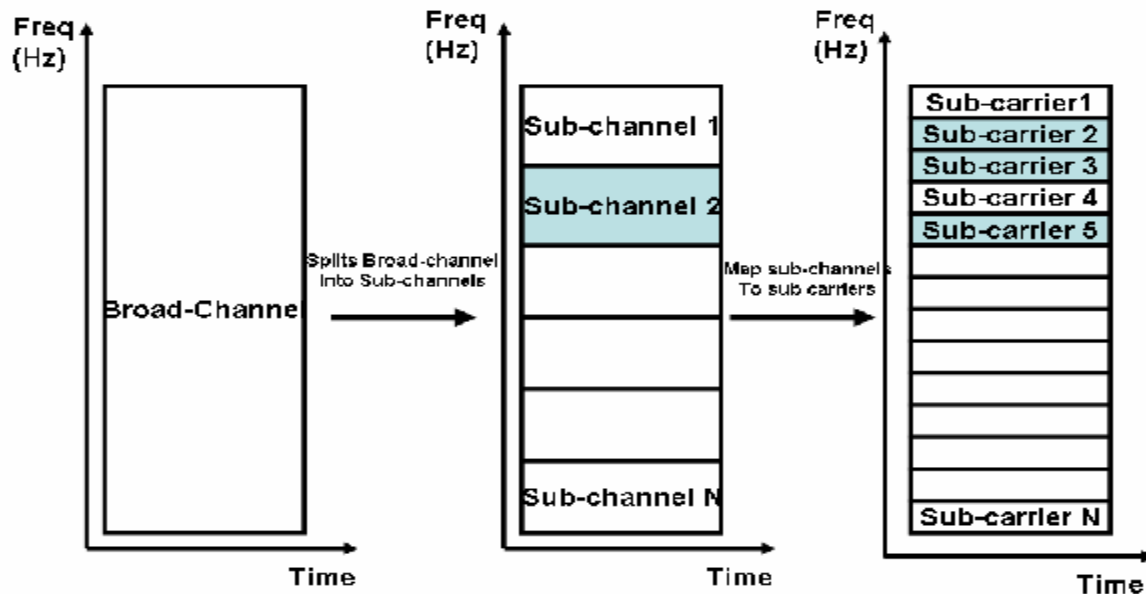 Freq
(Hz)
Broad-Channel
Time
Splits Broad-channel
Into Sub-channels
Freq
(Hz)
Sub-channel 1
Sub-channel 2
Sub-channel N
Time
Map sub-channels
To sub carriers
Freq
(Hz)
Sub-carrier1
Sub-carrier 2
Sub-carrier 3
Sub-carrier 4
Sub-carrier 5
Sub-carrier N
Time